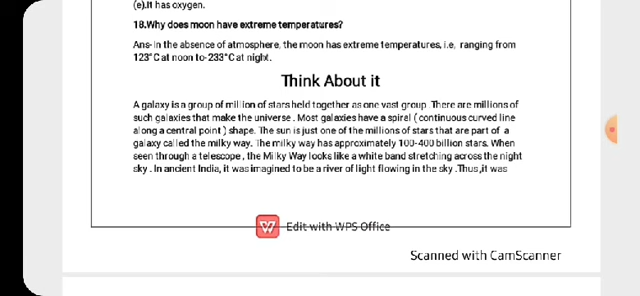 (e).It has oxygen.
18.Why does moon have extreme temperatures?
Ans-In the absence of atmosphere, the moon has extreme temperatures, i.e, ranging from
123°C at noon to-233°C at night.
Think About it
A galaxy is a group of million of stars held together as one vast group .There are millions of
such galaxies that make the universe . Most galaxies have a spiral ( continuous curved line
along a central point ) shape. The sun is just one of the millions of stars that are part of a
galaxy called the milky way. The milky way has approximately 100-400 billion stars. When
seen through a telescope , the Milky Way looks like a white band stretching across the night
sky . In ancient India, it was imagined to be a river of light flowing in the sky .Thus ,it was
Edit with WPS Office
Scanned with CamScanner